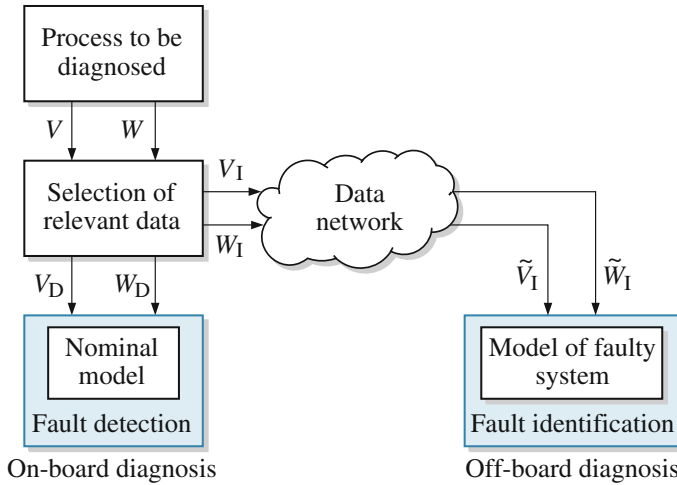 Process to be
diagnosed
V
W
Selection of
relevant data
V_I
W_I
Data
network
V_D
W_D
Ṽ_I
W̃_I
Nominal
model
Fault detection
On-board diagnosis
Model of faulty
system
Fault identification
Off-board diagnosis